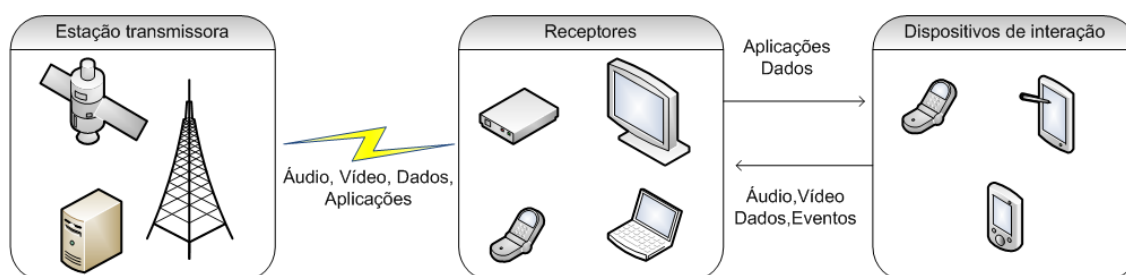 Estação transmissora
Áudio, Vídeo, Dados,
Aplicações
Receptores
Aplicações
Dados
Áudio,Vídeo
Dados,Eventos
Dispositivos de interação